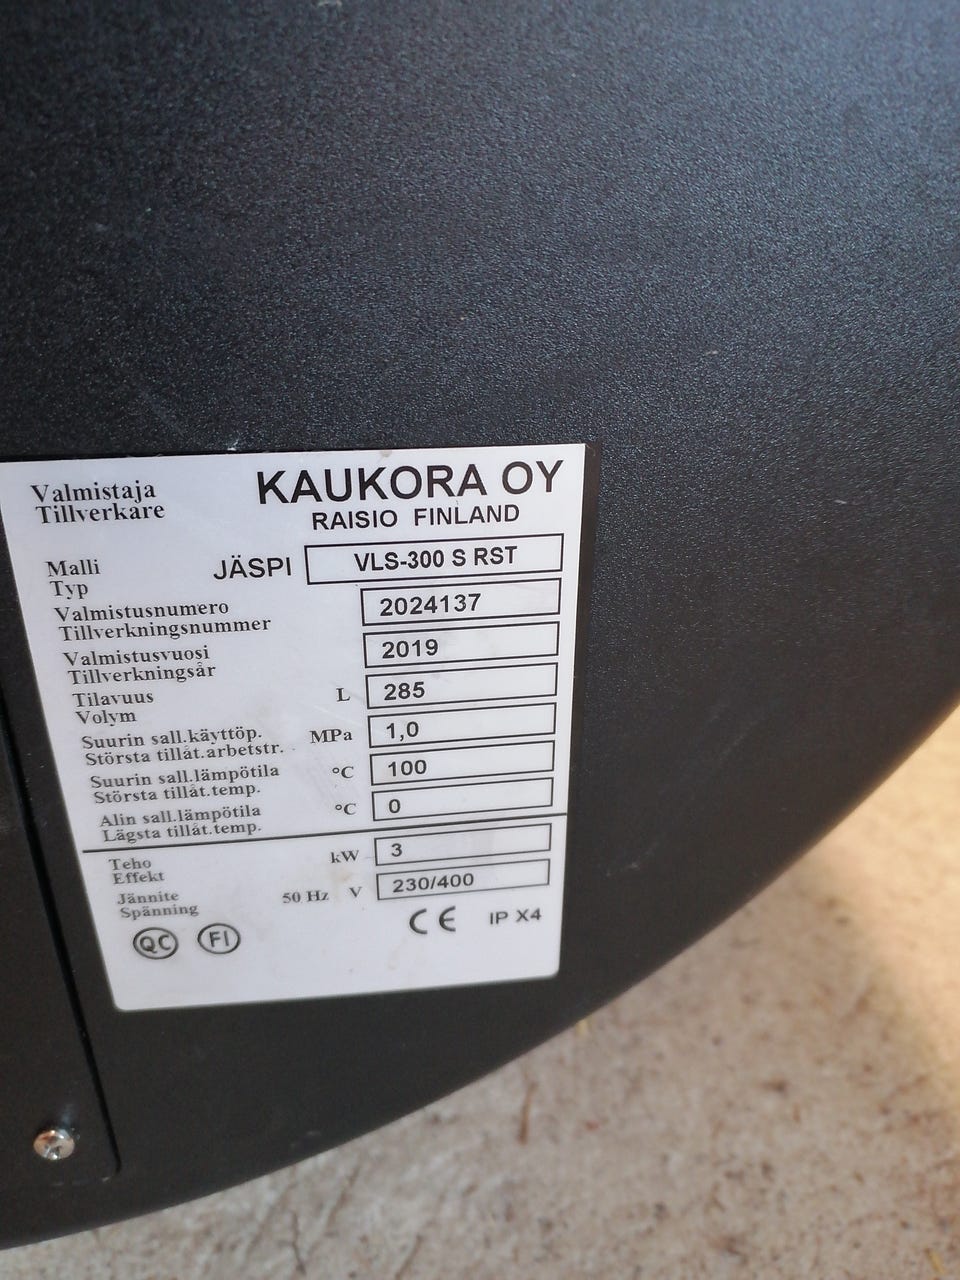 Valmistaja KAUKORA OY
Tillverkare RAISIO FINLAND
Malli JÄSPI VLS-300 S RST
Typ
Valmistusnumero 2024137
Tillverkningsnummer
Valmistusvuosi 2019
Tillverkningsår
Tilavuus L 285
Volym
Suurin sall.käyttöp. MPa 1,0
Största tillåt.arbetstr.
Suurin sall.lämpötila °C 100
Största tillåt.temp.
Alin sall.lämpötila °C 0
Lägsta tillåt.temp.
Teho kW 3
Effekt
Jännite 50 Hz V 230/400
Spänning
QC FI CE IP X4